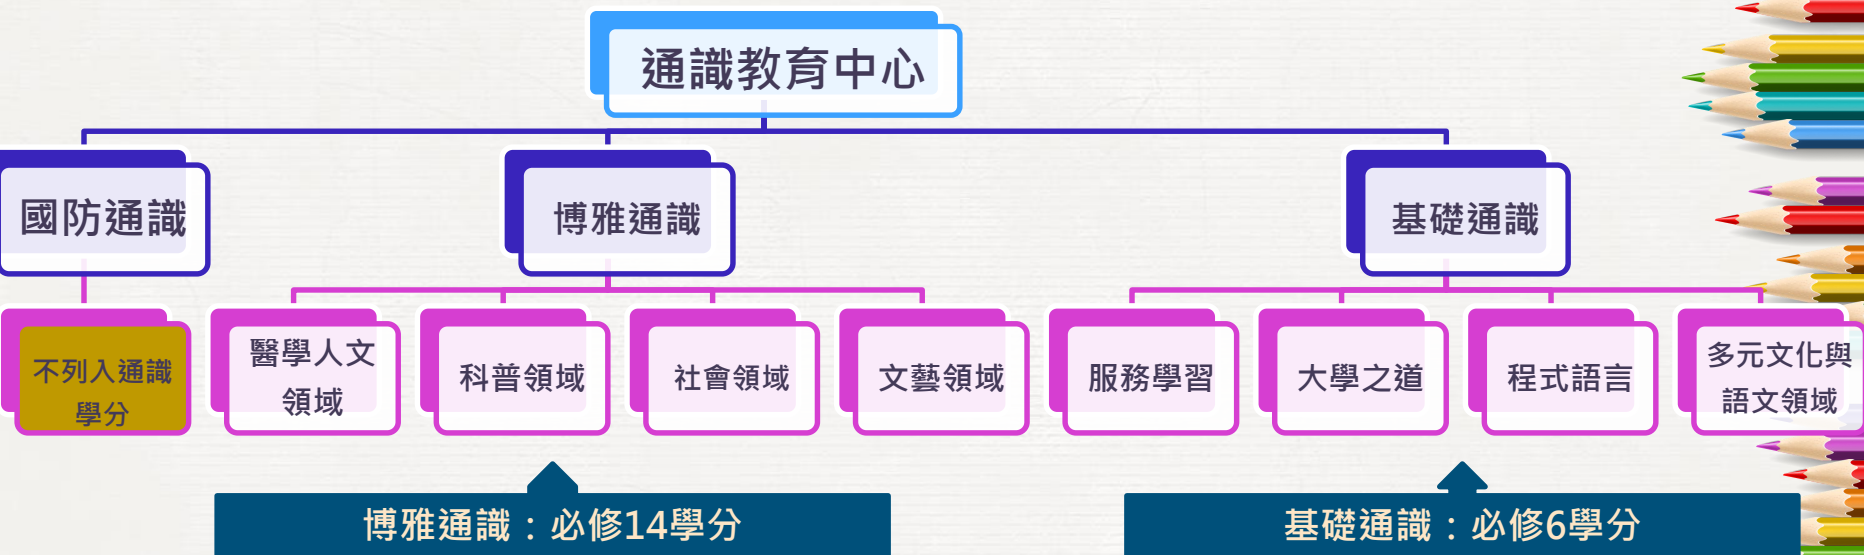 通識教育中心
國防通識
博雅通識
基礎通識
不列入通識
學分
醫學人文
領域
科普領域
社會領域
文藝領域
服務學習
大學之道
程式語言
多元文化與
語文領域
博雅通識：必修14學分
基礎通識：必修6學分